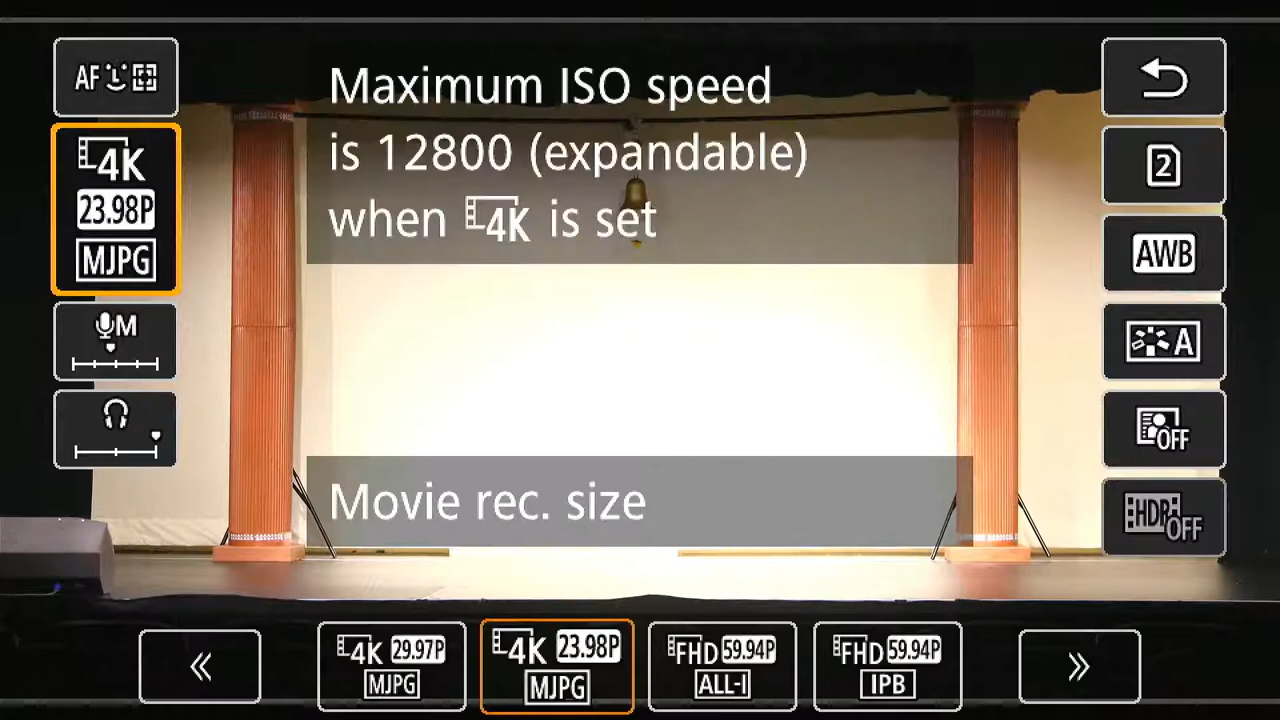 AF
4K
23.98P
MJPG
M
Maximum ISO speed
is 12800 (expandable)
when 4K is set
Movie rec. size
2
AWB
A
OFF
HDR OFF
«
4K 29.97P
MJPG
4K 23.98P
MJPG
FHD 59.94P
ALL-I
FHD 59.94P
IPB
»